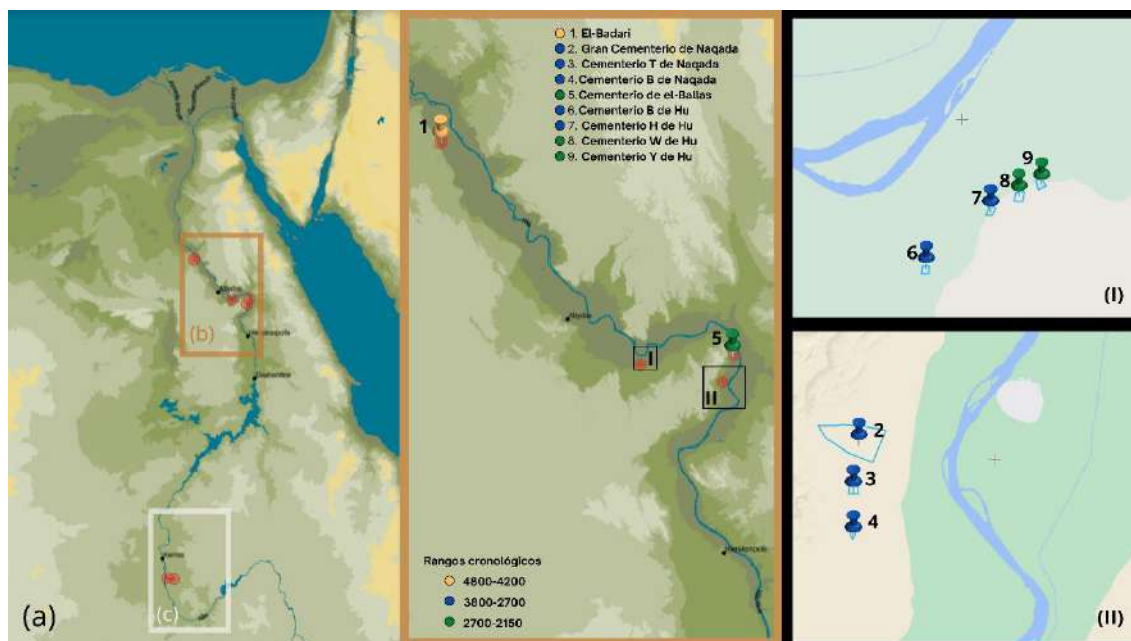 1. El-Badari
2. Gran Cementerio de Naqada
3. Cementerio T de Naqada
4. Cementerio B de Naqada
5. Cementerio de el-Ballas
6. Cementerio B de Hu
7. Cementerio H de Hu
8. Cementerio W de Hu
9. Cementerio Y de Hu
1
I
5
II
Rangos cronológicos
4800-4200
3800-2700
2700-2150
(b)
(c)
(a)
9
8
7
6
(I)
2
3
4
(II)